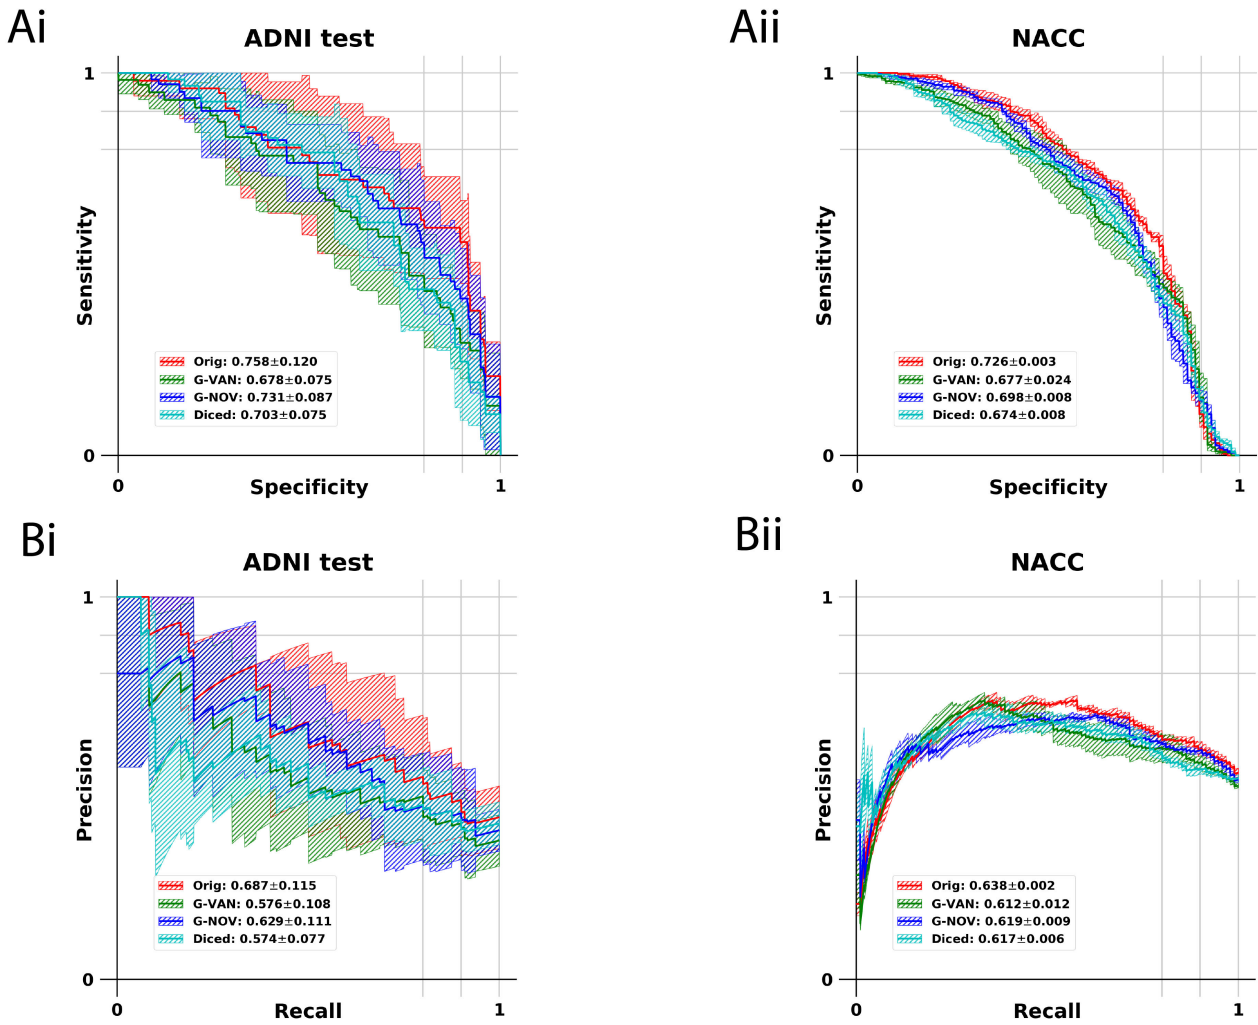 Ai
ADNI test
1
Sensitivity
Orig: 0.758±0.120
G-VAN: 0.678±0.075
G-NOV: 0.731±0.087
Diced: 0.703±0.075
0
0
Specificity
1
Aii
NACC
1
Sensitivity
Orig: 0.726±0.003
G-VAN: 0.677±0.024
G-NOV: 0.698±0.008
Diced: 0.674±0.008
0
0
Specificity
1
Bi
ADNI test
1
Precision
Orig: 0.687±0.115
G-VAN: 0.576±0.108
G-NOV: 0.629±0.111
Diced: 0.574±0.077
0
0
Recall
1
Bii
NACC
1
Precision
Orig: 0.638±0.002
G-VAN: 0.612±0.012
G-NOV: 0.619±0.009
Diced: 0.617±0.006
0
0
Recall
1